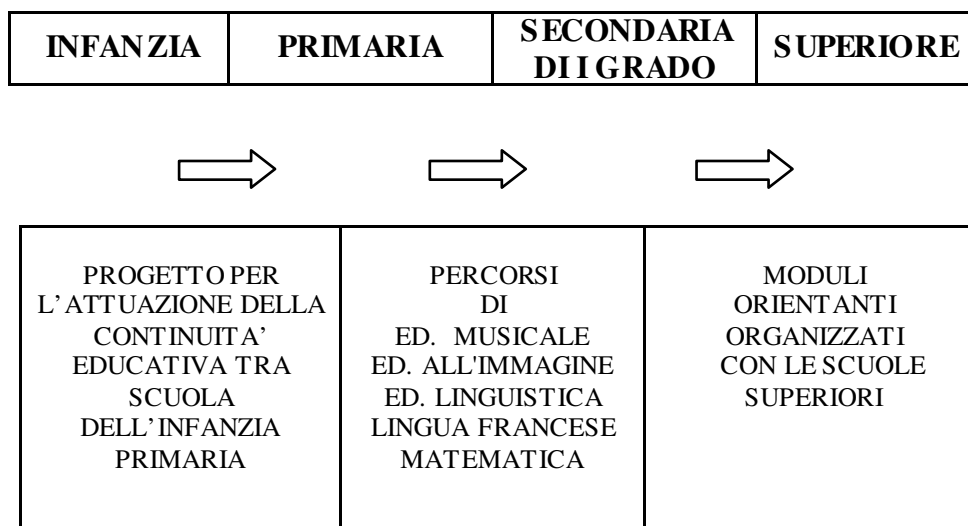 INFANZIA
PRIMARIA
SECONDARIA
DI I GRADO
SUPERIORE
PROGETTO PER
L'ATTUAZIONE DELLA
CONTINUITA'
EDUCATIVA TRA
SCUOLA
DELL'INFANZIA
PRIMARIA
PERCORSI
DI
ED. MUSICALE
ED. ALL'IMMAGINE
ED. LINGUISTICA
LINGUA FRANCESE
MATEMATICA
MODULI
ORIENTANTI
ORGANIZZATI
CON LE SCUOLE
SUPERIORI